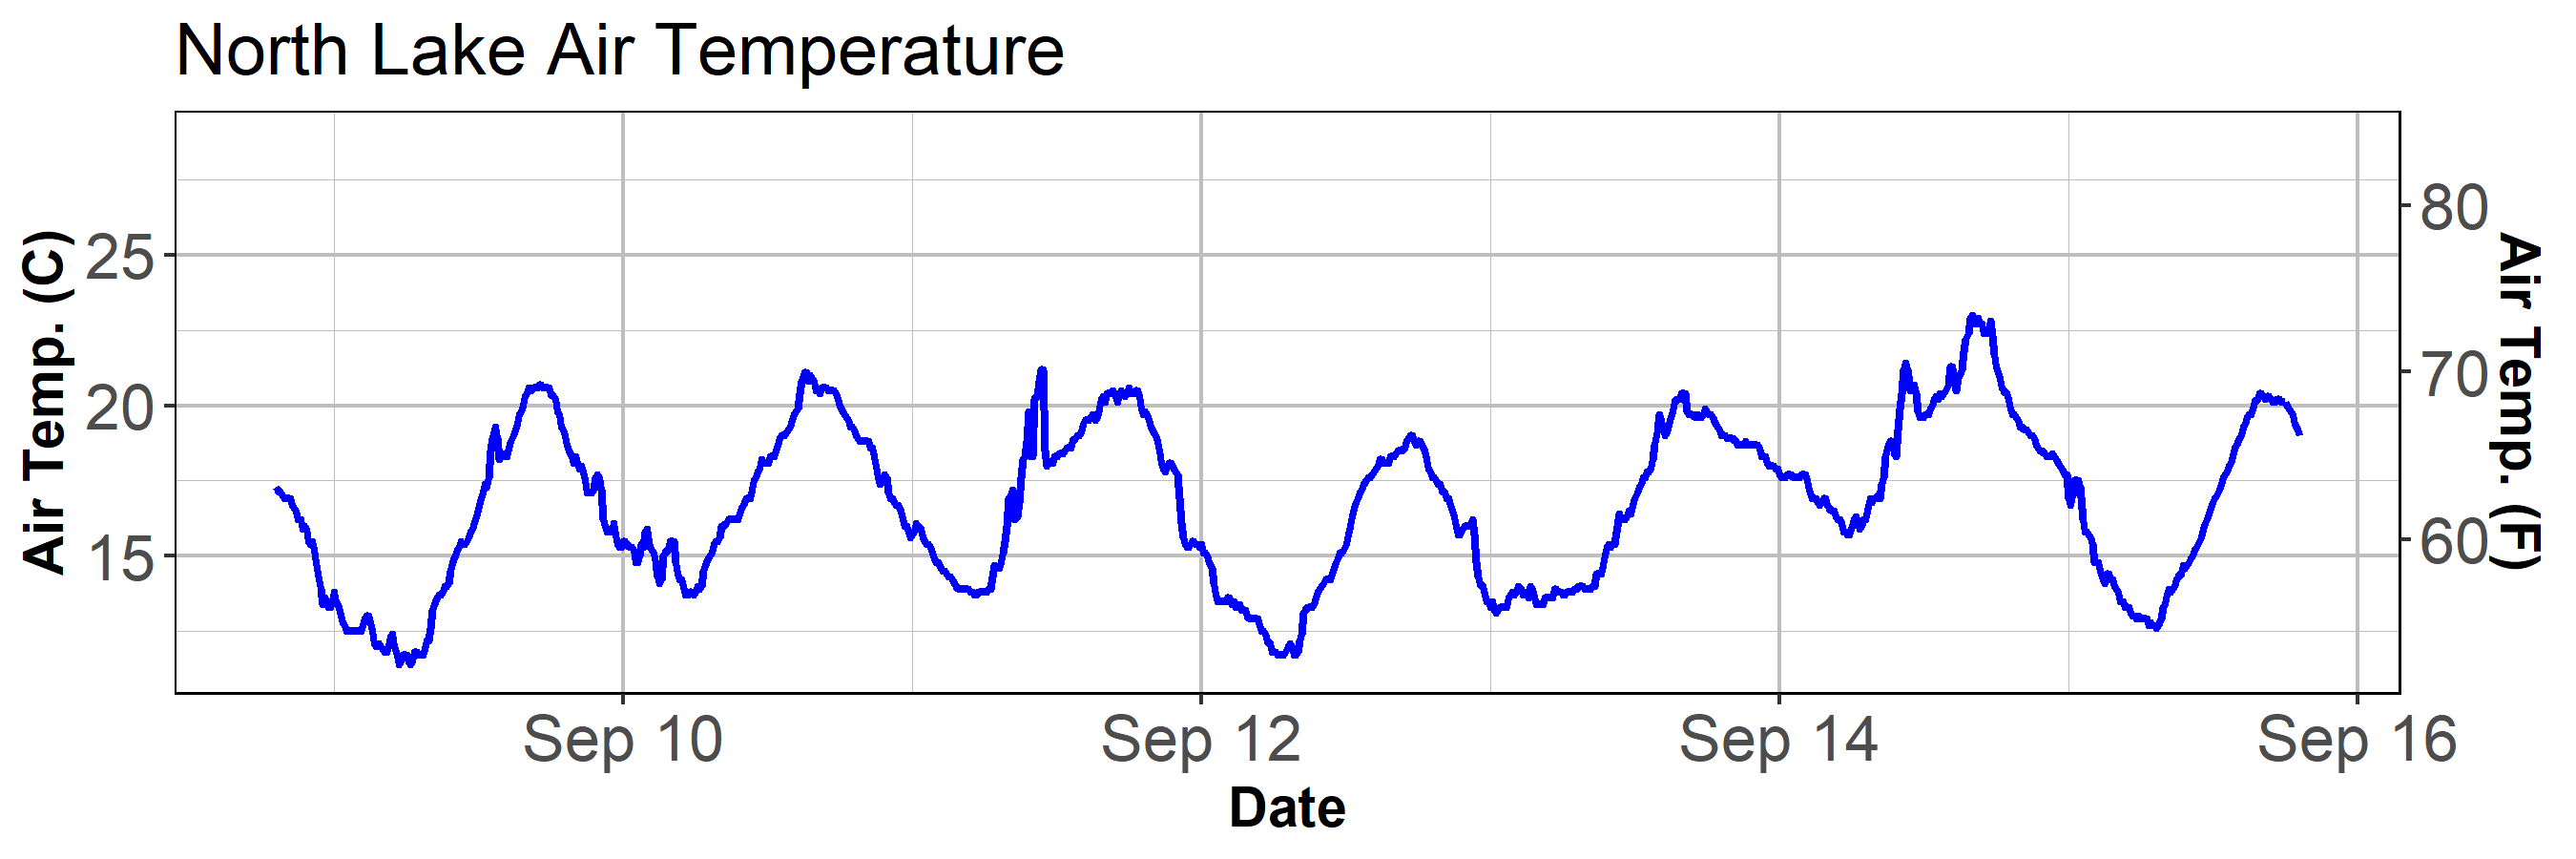 North Lake Air Temperature
Air Temp. (C)
25
20
15
80
70
60
Air Temp. (F)
Sep 10
Sep 12
Sep 14
Sep 16
Date